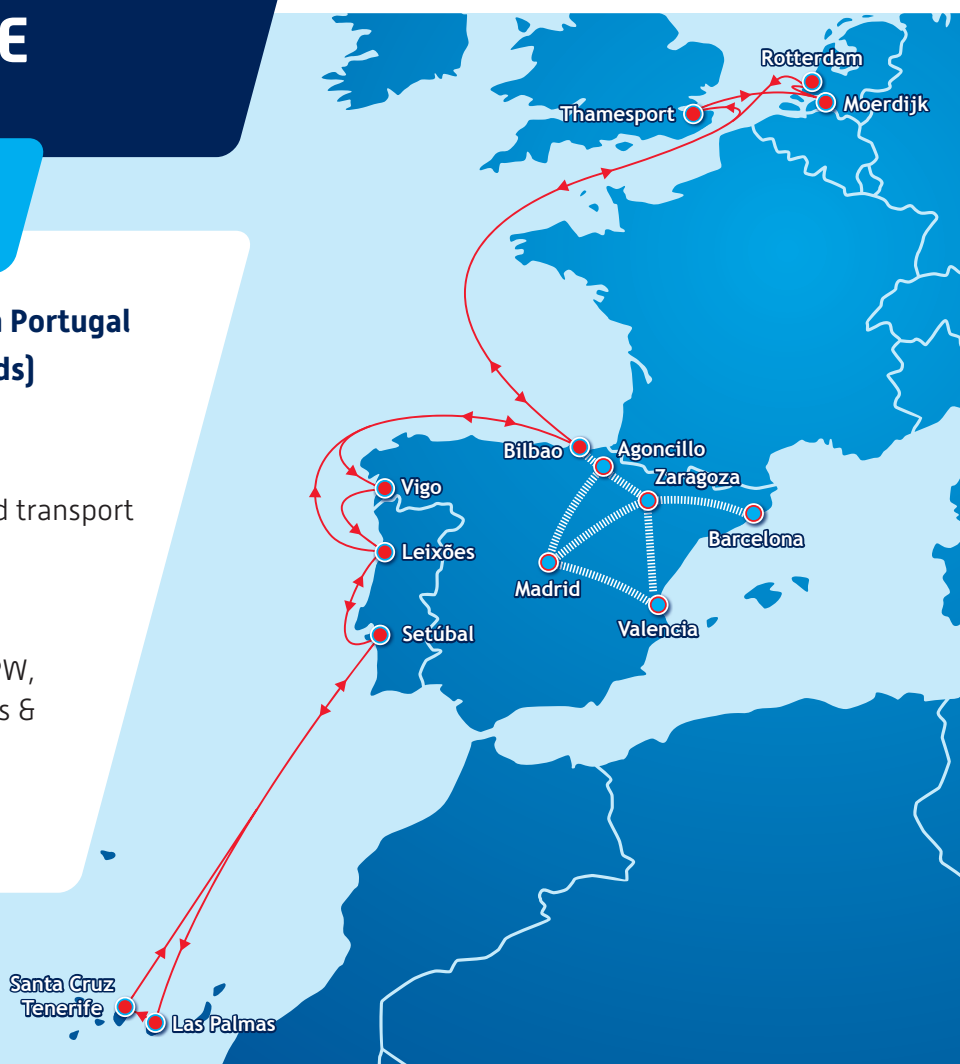 E
Portugal
ds)
d transport
W,
s &
Rotterdam
Moerdijk
Thamesport
Bilbao
Agoncillo
Zaragoza
Barcelona
Vigo
Leixões
Madrid
Valencia
Setúbal
Santa Cruz
Tenerife
Las Palmas